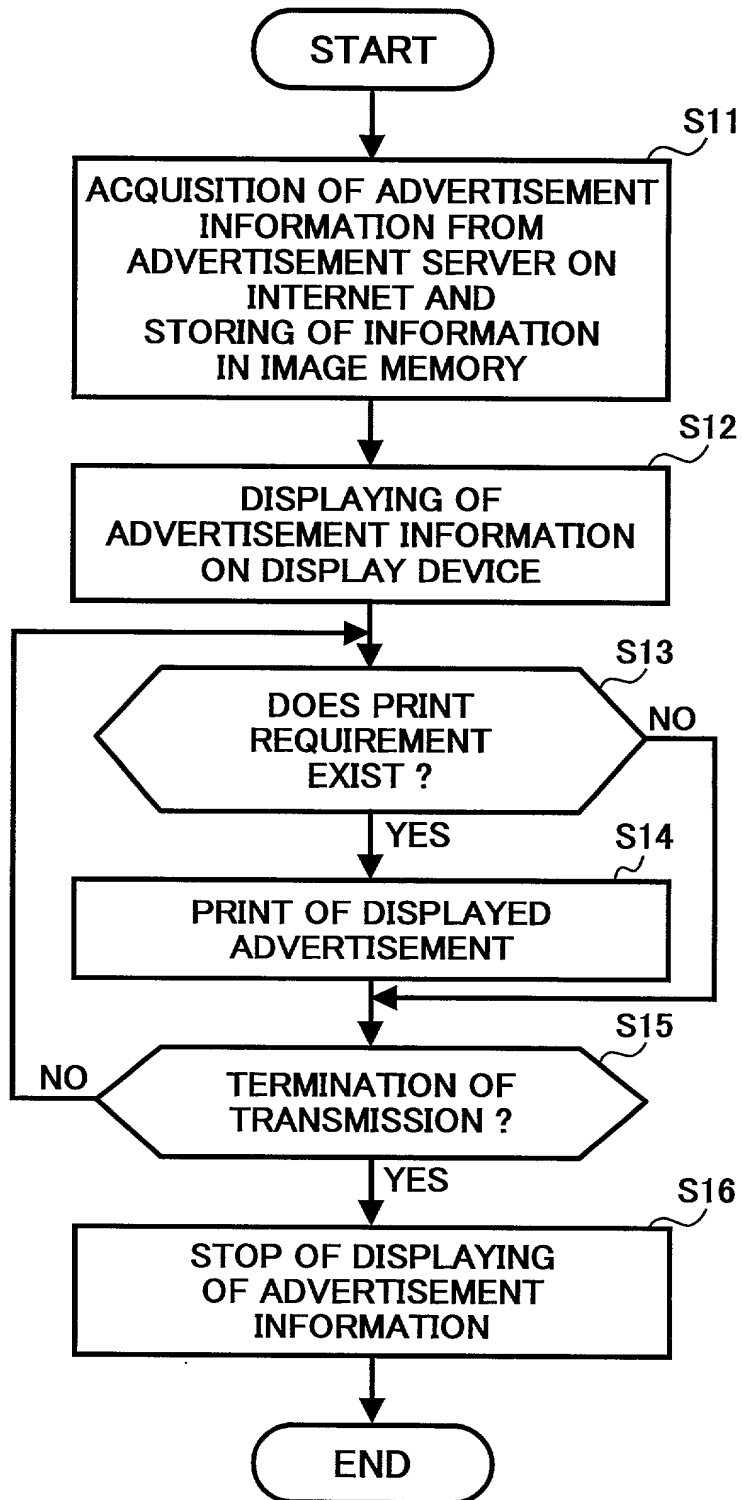 START
S11
ACQUISITION OF ADVERTISEMENT
INFORMATION FROM
ADVERTISEMENT SERVER ON
INTERNET AND
STORING OF INFORMATION
IN IMAGE MEMORY
S12
DISPLAYING OF
ADVERTISEMENT INFORMATION
ON DISPLAY DEVICE
S13
DOES PRINT
REQUIREMENT
EXIST ?
NO
YES
S14
PRINT OF DISPLAYED
ADVERTISEMENT
S15
NO
TERMINATION OF
TRANSMISSION ?
YES
S16
STOP OF DISPLAYING
OF ADVERTISEMENT
INFORMATION
END